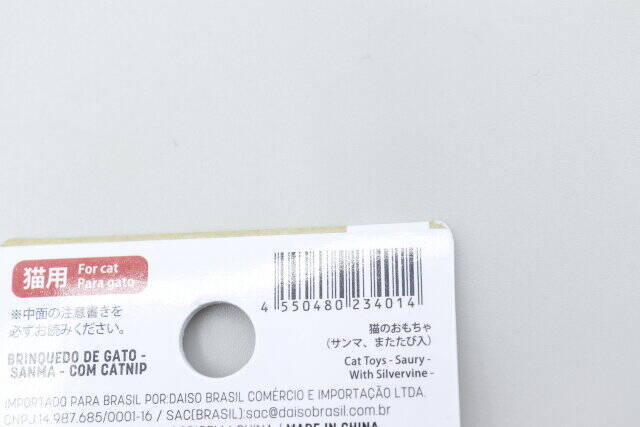 猫用
For cat
Para gato
※中面の注意書きを
必ずお読みください。
BRINQUEDO DE GATO -
SANMA - COM CATNIP
4 550480 234014
猫のおもちゃ
(サンマ、またたび入)
Cat Toys - Saury -
With Silvervine -
IMPORTADO PARA BRASIL POR:DAISO BRASIL COMÉRCIO E IMPORTAÇÃO LTDA.
CNPJ.14.987.685/0001-16 / SAC(BRASIL):sac@daisobrasil.com.br
MADE IN CHINA